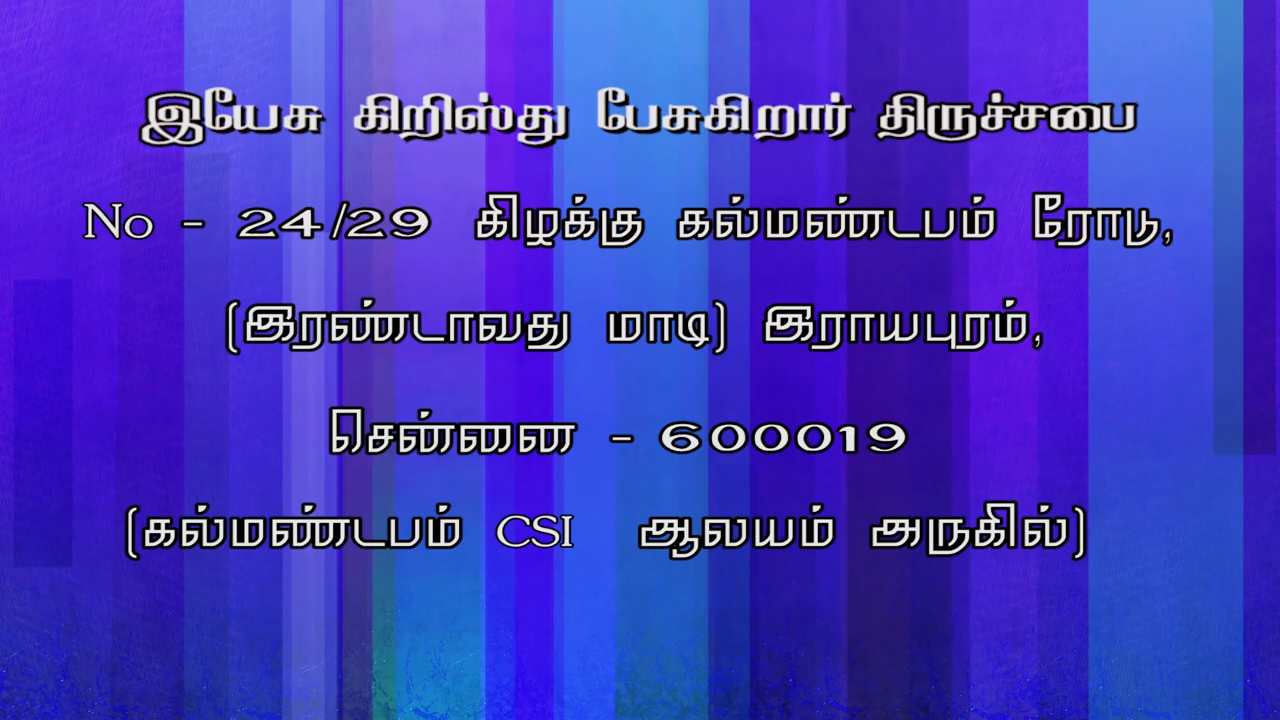 இயேசு கிறிஸ்து பேசுகிறார் திருச்சபை
No - 24/29 கிழக்கு கல்மண்டபம் ரோடு,
(இரண்டாவது மாடி) இராயபுரம்,
சென்னை - 600019
(கல்மண்டபம் CSI ஆலயம் அருகில்)